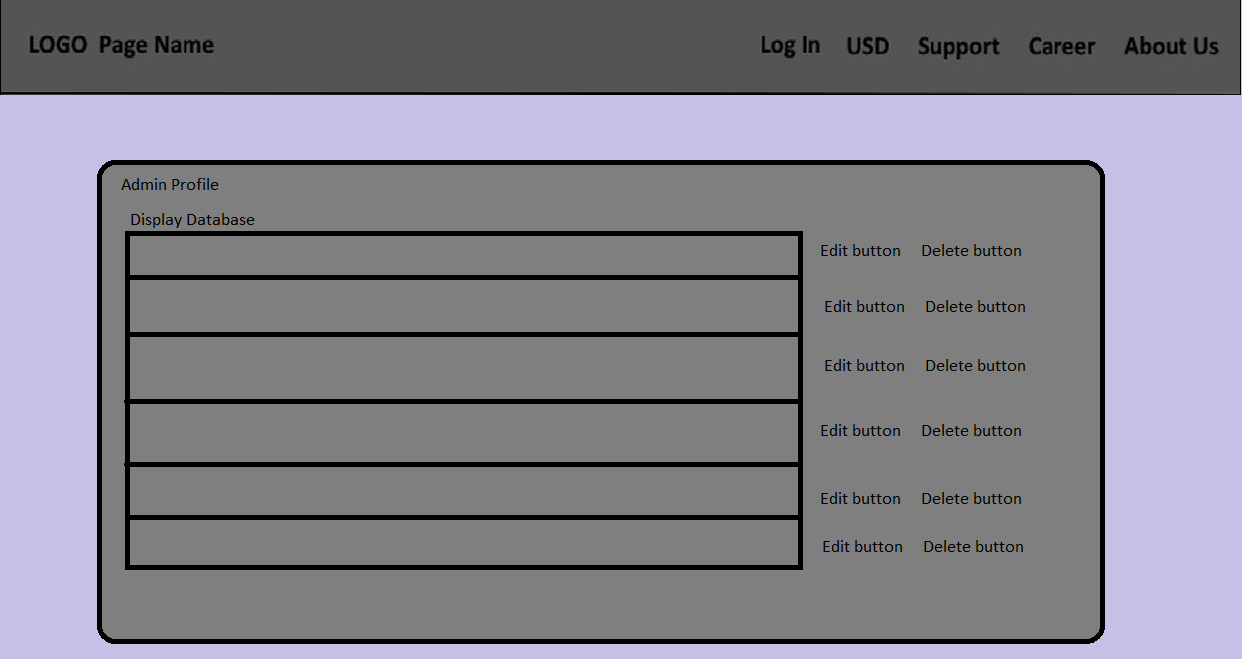 LOGO Page Name Log In USD Support Career About Us
Admin Profile
Display Database
Edit button Delete button
Edit button Delete button
Edit button Delete button
Edit button Delete button
Edit button Delete button
Edit button Delete button